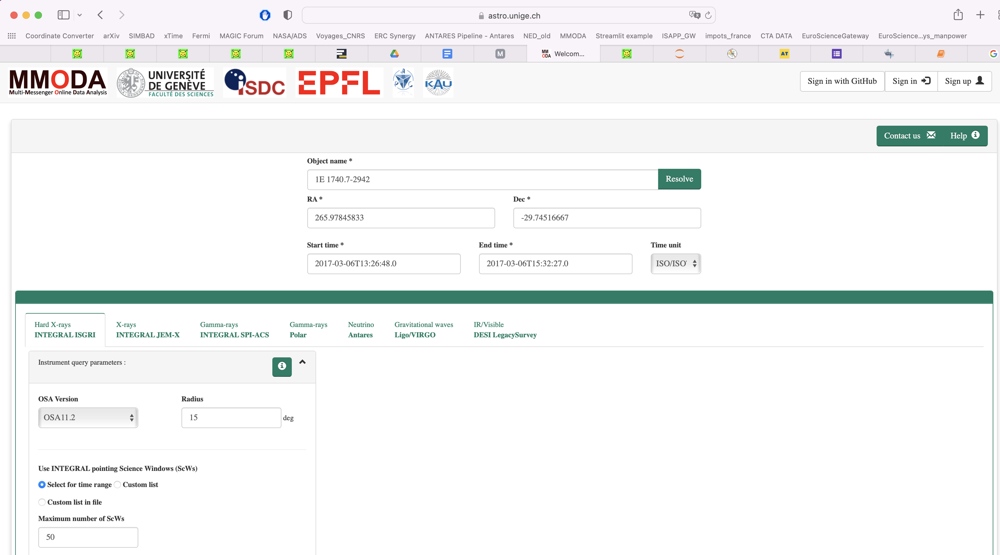 astro.unige.ch
Coordinate Converter arXiv SIMBAD xTime Fermi MAGIC Forum NASA/ADS Voyages_CNRS ERC Synergy ANTARES Pipeline - Antares NED_old MMODA Streamlit example ISAPP_GW impots_france CTA DATA EuroScienceGateway EuroScience...ys_manpower
M MM ODA Welcom... AT
MMODA
Multi-Messenger Online Data Analysis
UNIVERSITÉ
DE GENÈVE
FACULTÉ DES SCIENCES
iSDC
EPFL
APC
KAU
Sign in with GitHub Sign in Sign up
Contact us Help
Object name *
1E 1740.7-2942 Resolve
RA * Dec *
265.97845833 -29.74516667
Start time * End time * Time unit
2017-03-06T13:26:48.0 2017-03-06T15:32:27.0 ISO/ISO
Hard X-rays X-rays Gamma-rays Gamma-rays Neutrino Gravitational waves IR/Visible
INTEGRAL ISGRI INTEGRAL JEM-X INTEGRAL SPI-ACS Polar Antares Ligo/VIRGO DESI LegacySurvey
Instrument query parameters :
OSA Version Radius
OSA11.2 15 deg
Use INTEGRAL pointing Science Windows (ScWs)
Select for time range Custom list
Custom list in file
Maximum number of ScWs
50